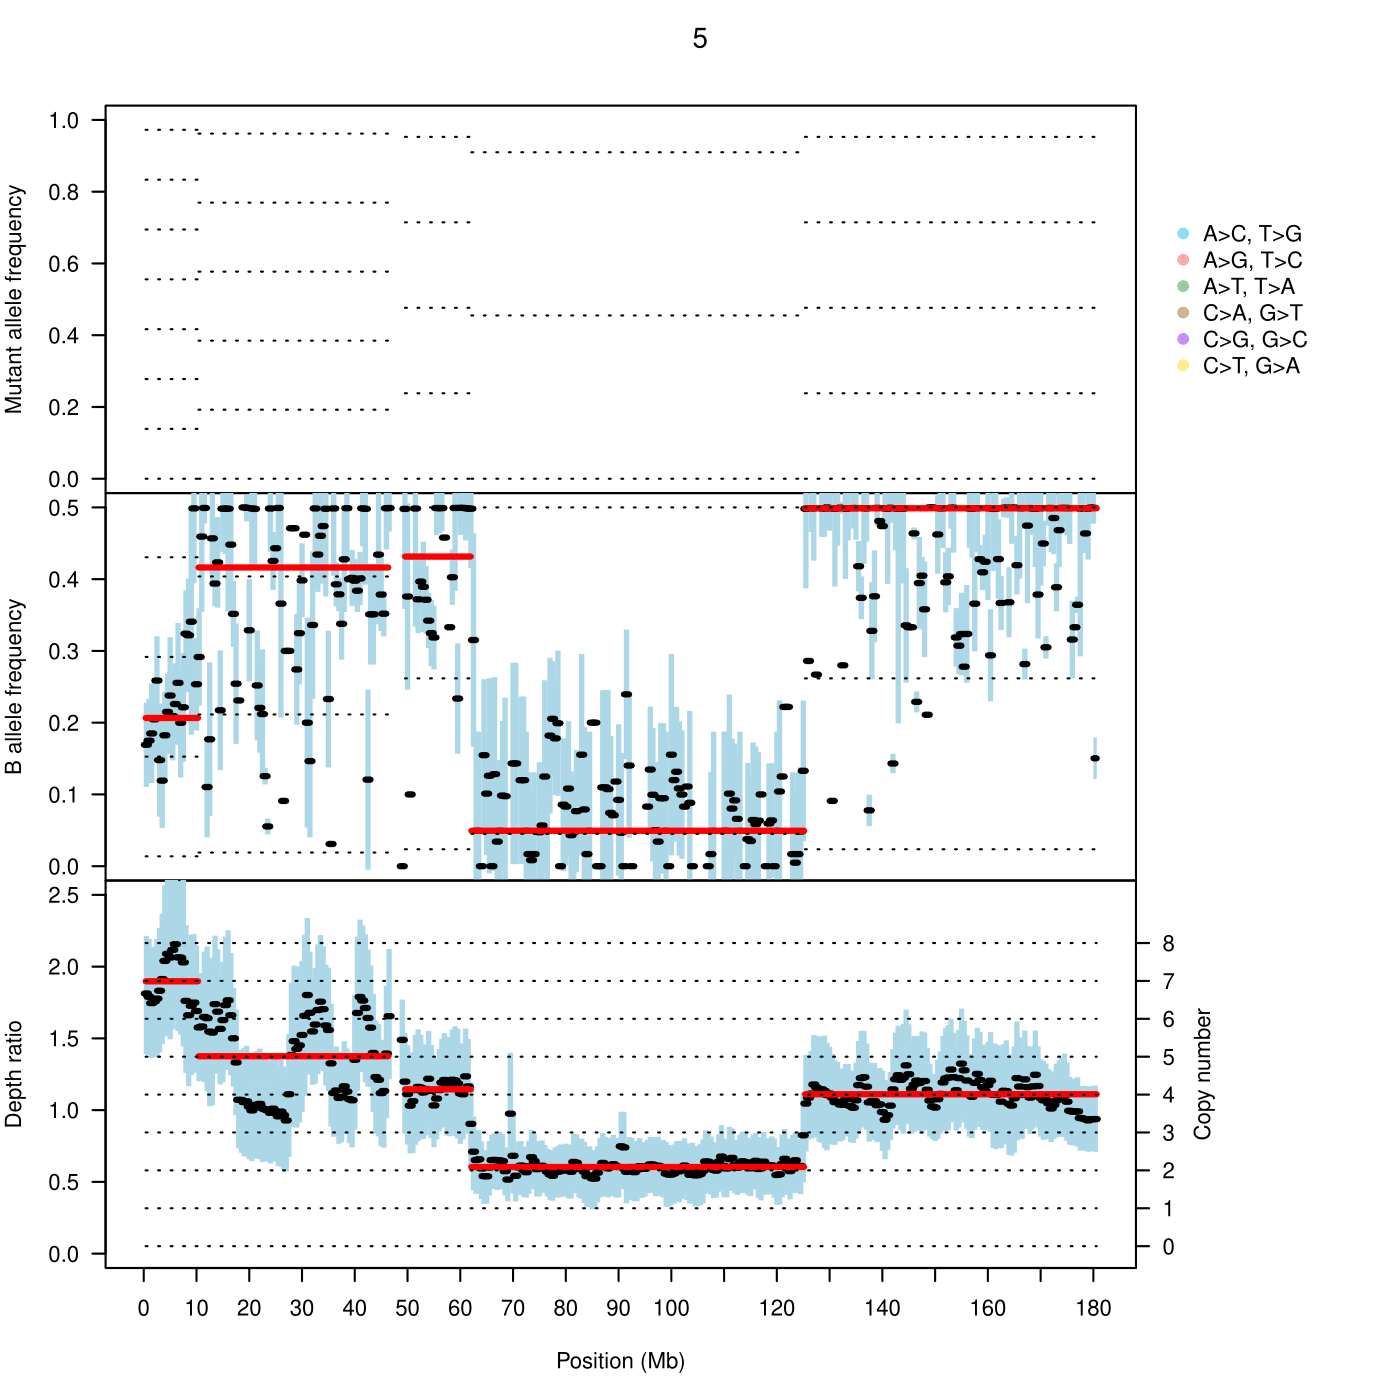 5
Mutant allele frequency
1.0
0.8
0.6
0.4
0.2
0.0
A>C, T>G
A>G, T>C
A>T, T>A
C>A, G>T
C>G, G>C
C>T, G>A
B allele frequency
0.5
0.4
0.3
0.2
0.1
0.0
Depth ratio
2.5
2.0
1.5
1.0
0.5
0.0
8
7
6
5
4
3
2
1
0
Copy number
0 10 20 30 40 50 60 70 80 90 100 120 140 160 180
Position (Mb)